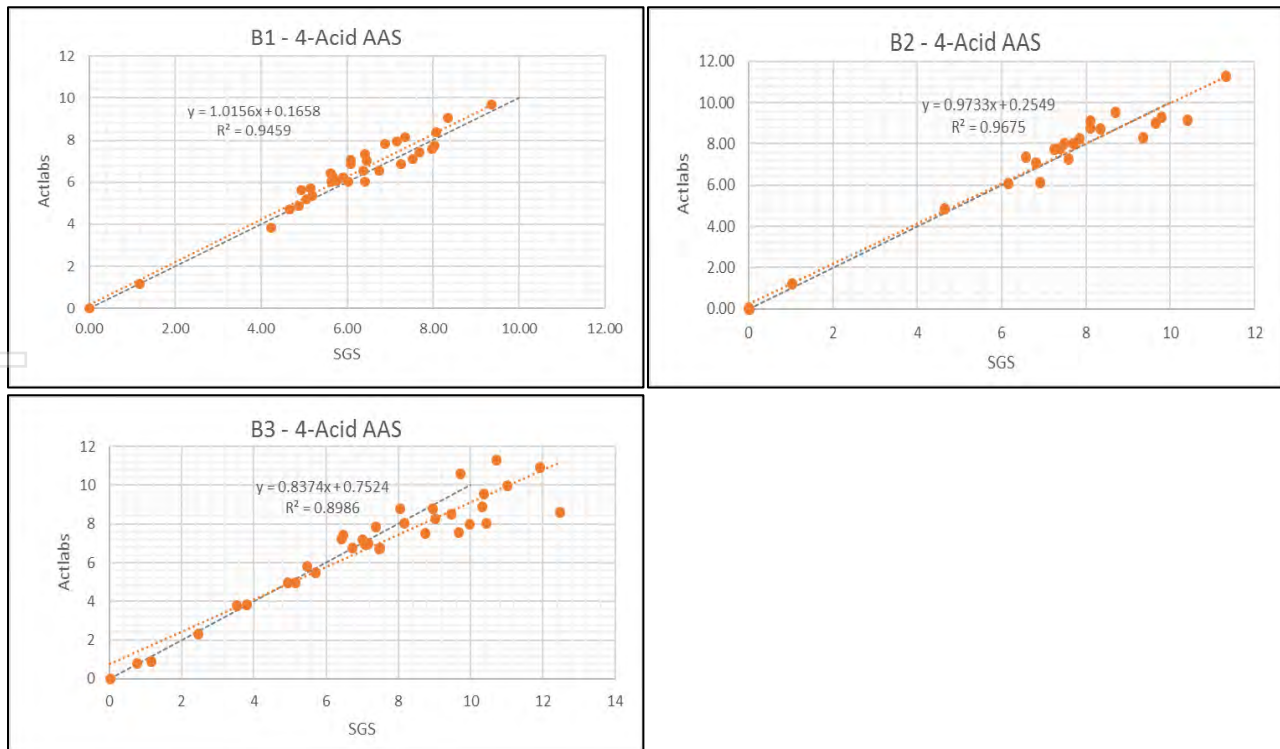 B1 - 4-Acid AAS
12
10
8
6
4
2
0
y = 1.0156x + 0.1658
R² = 0.9459
Actlabs
0.00 2.00 4.00 6.00 8.00 10.00 12.00
SGS
B2 - 4-Acid AAS
12.00
10.00
8.00
6.00
4.00
2.00
0.00
y = 0.9733x + 0.2549
R² = 0.9675
Actlabs
0 2 4 6 8 10 12
SGS
B3 - 4-Acid AAS
12
10
8
6
4
2
0
y = 0.8374x + 0.7524
R² = 0.8986
Actlabs
0 2 4 6 8 10 12 14
SGS